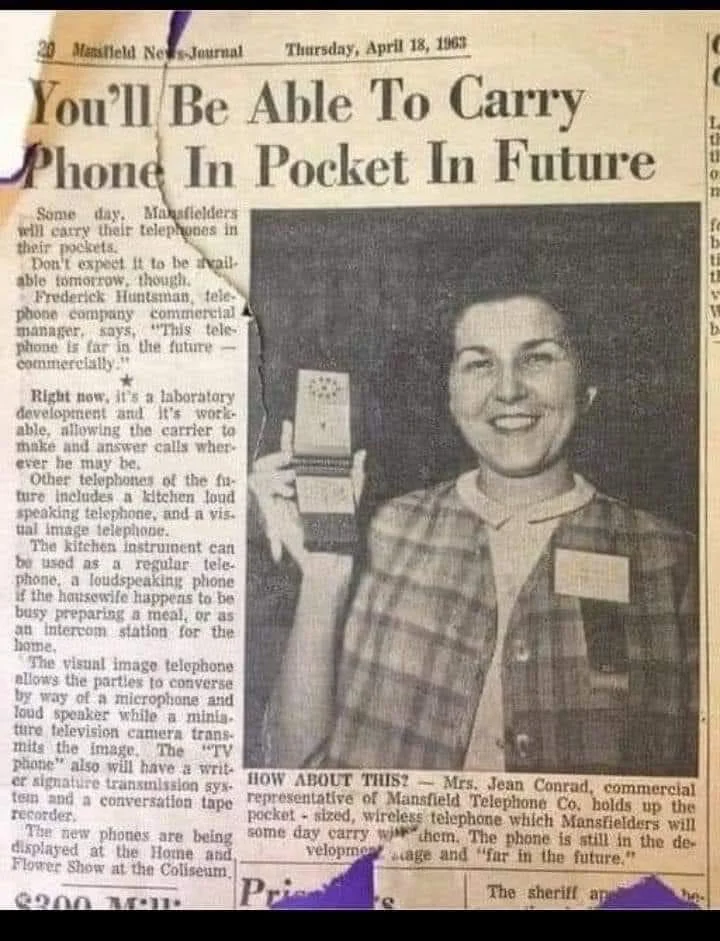 20 Mansfield News-Journal Thursday, April 18, 1963
You'll Be Able To Carry
Phone In Pocket In Future
Some day, Mansfielders
will carry their telephones in
their pockets.
Don't expect it to be avail-
able tomorrow, though.
Frederick Huntsman, tele-
phone company commercial
manager, says, "This tele-
phone is far in the future —
commercially."
Right now, it's a laboratory
development and it's work-
able, allowing the carrier to
make and answer calls wher-
ever he may be.
Other telephones of the fu-
ture includes a kitchen loud
speaking telephone, and a vis-
ual image telephone.
The kitchen instrument can
be used as a regular tele-
phone, a loudspeaking phone
if the housewife happens to be
busy preparing a meal, or as
an intercom station for the
home.
The visual image telephone
allows the parties to converse
by way of a microphone and
loud speaker while a minia-
ture television camera trans-
mits the image. The "TV
phone" also will have a writ-
er signature transmission sys-
tem and a conversation tape
recorder.
The new phones are being
displayed at the Home and
Flower Show at the Coliseum.
HOW ABOUT THIS? — Mrs. Jean Conrad, commercial
representative of Mansfield Telephone Co. holds up the
pocket - sized, wireless telephone which Mansfielders will
some day carry with them. The phone is still in the de-
velopment stage and "far in the future."
$200
The sheriff